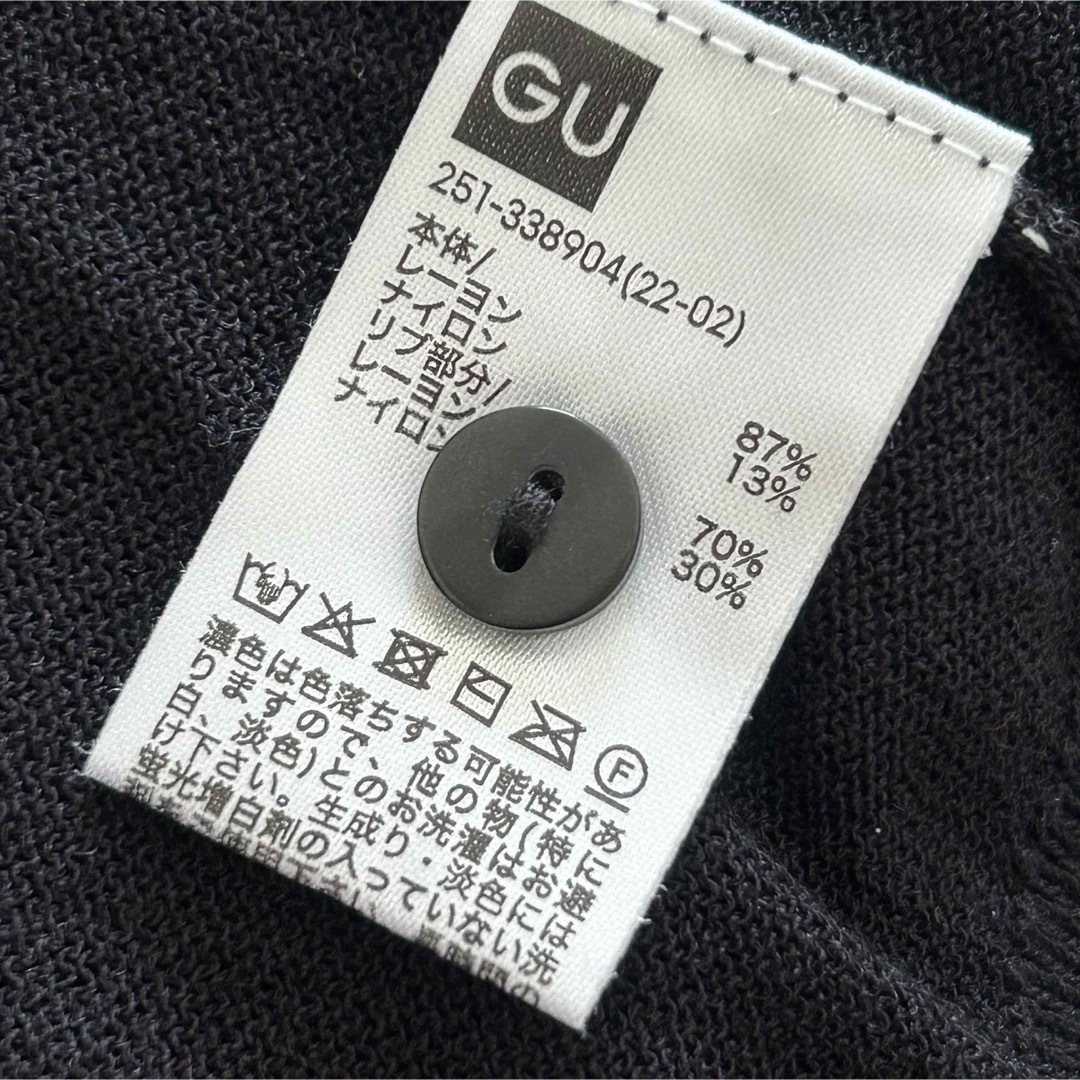 GU
251-338904(22-02)
本体/
レーヨン 87%
ナイロン 13%
リブ部分/
レーヨン 70%
ナイロン 30%
F
濃色は色落ちする可能性があ
りますので、他の物(特に
白、淡色)とのお洗濯はお避
け下さい。生成り・淡色には
蛍光増白剤の入っていない洗